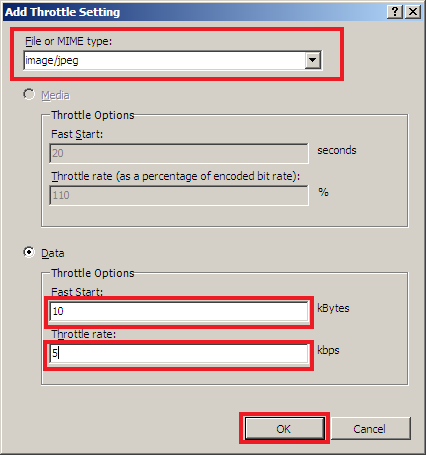 Add Throttle Setting
File or MIME type:
image/jpeg
Media
Throttle Options
Fast Start:
20
seconds
Throttle rate (as a percentage of encoded bit rate):
110
%
Data
Throttle Options
Fast Start:
10
kBytes
Throttle rate:
5
kbps
OK
Cancel